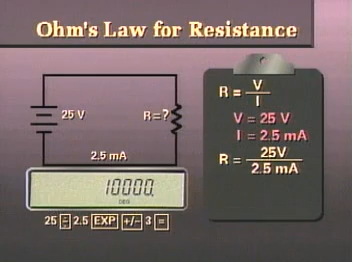 Ohm's Law for Resistance
25 V
R=?
2.5 mA
10000.
DEG
25 ÷ 2.5 EXP +/− 3 =
R = V
I
V = 25 V
I = 2.5 mA
R = 25V
2.5 mA